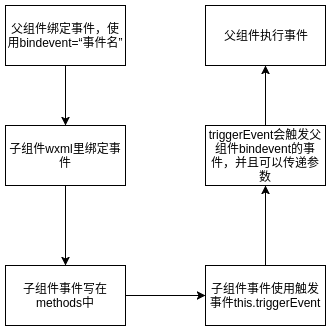 父组件绑定事件，使
用bindevent=“事件名”
子组件wxml里绑定事
件
子组件事件写在
methods中
子组件事件使用触发
事件this.triggerEvent
triggerEvent会触发父
组件bindevent的事
件，并且可以传递参
数
父组件执行事件